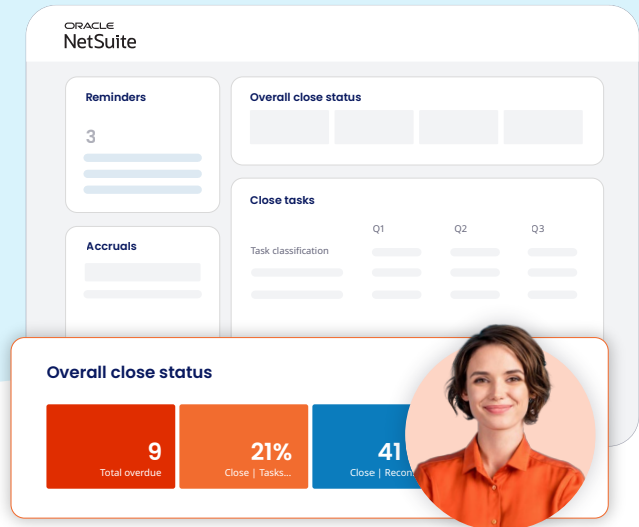 ORACLE
NetSuite
Reminders
3
Overall close status
Close tasks
Q1 Q2 Q3
Task classification
Accruals
Overall close status
9
Total overdue
21%
Close | Tasks...
41
Close | Recon